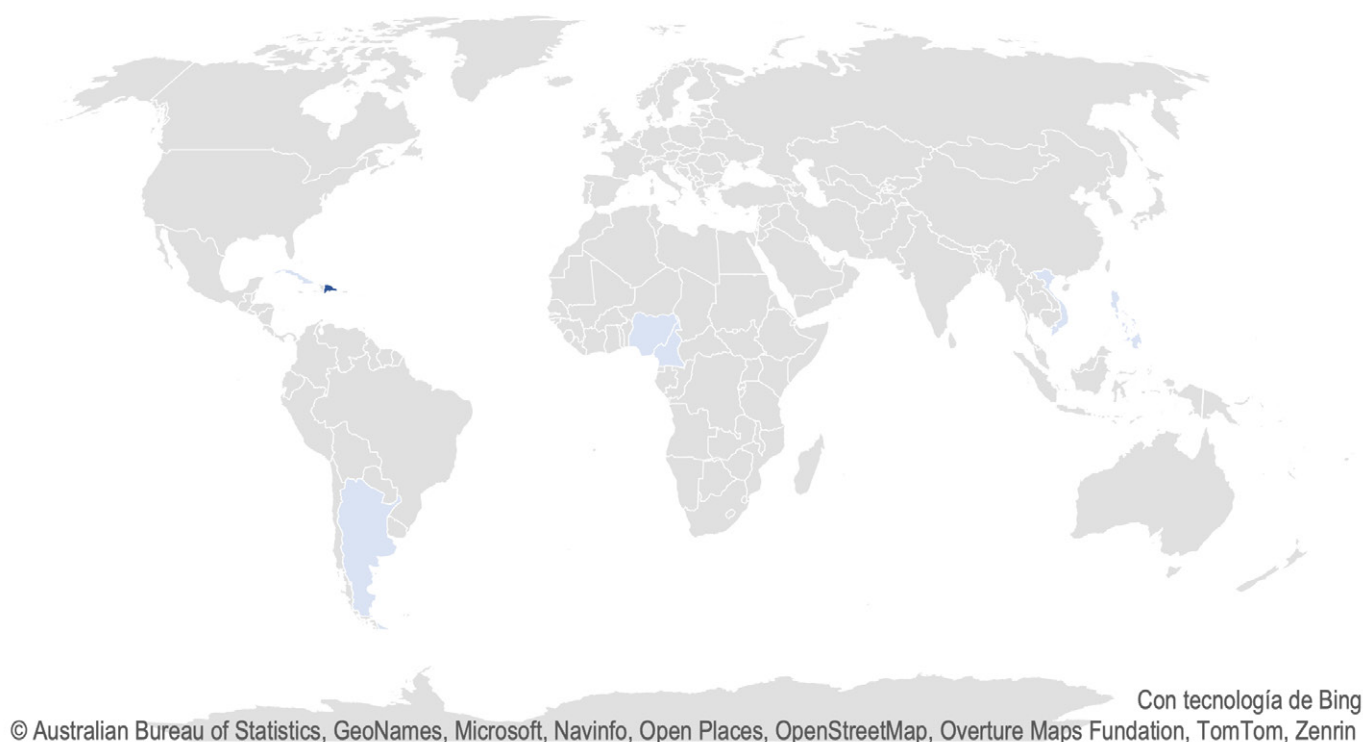 Con tecnología de Bing
© Australian Bureau of Statistics, GeoNames, Microsoft, Navinfo, Open Places, OpenStreetMap, Overture Maps Fundation, TomTom, Zenrin